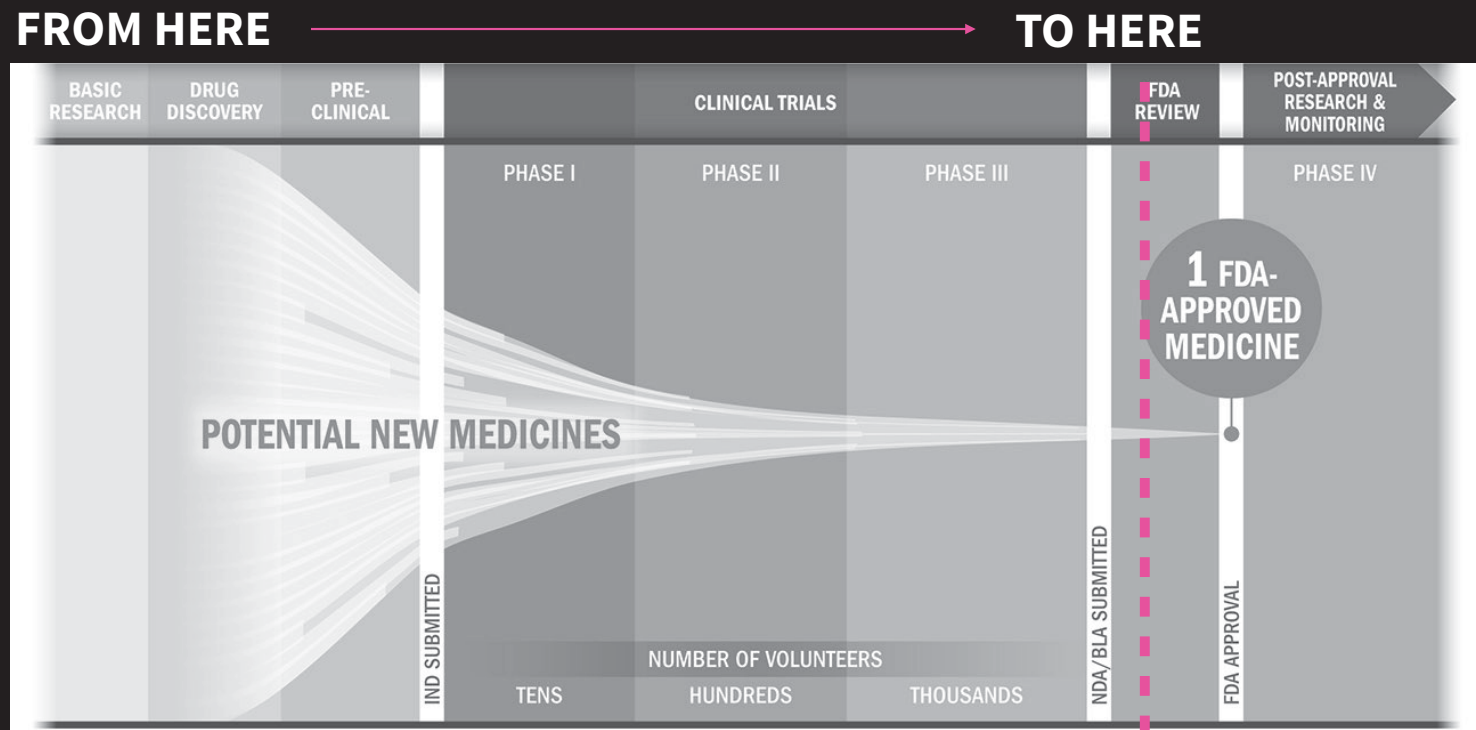 FROM HERE
TO HERE
BASIC
RESEARCH
DRUG
DISCOVERY
PRE-
CLINICAL
CLINICAL TRIALS
FDA
REVIEW
POST-APPROVAL
RESEARCH &
MONITORING
PHASE I
PHASE II
PHASE III
PHASE IV
1 FDA-
APPROVED
MEDICINE
POTENTIAL NEW MEDICINES
IND SUBMITTED
NDA/BLA SUBMITTED
FDA APPROVAL
NUMBER OF VOLUNTEERS
TENS
HUNDREDS
THOUSANDS